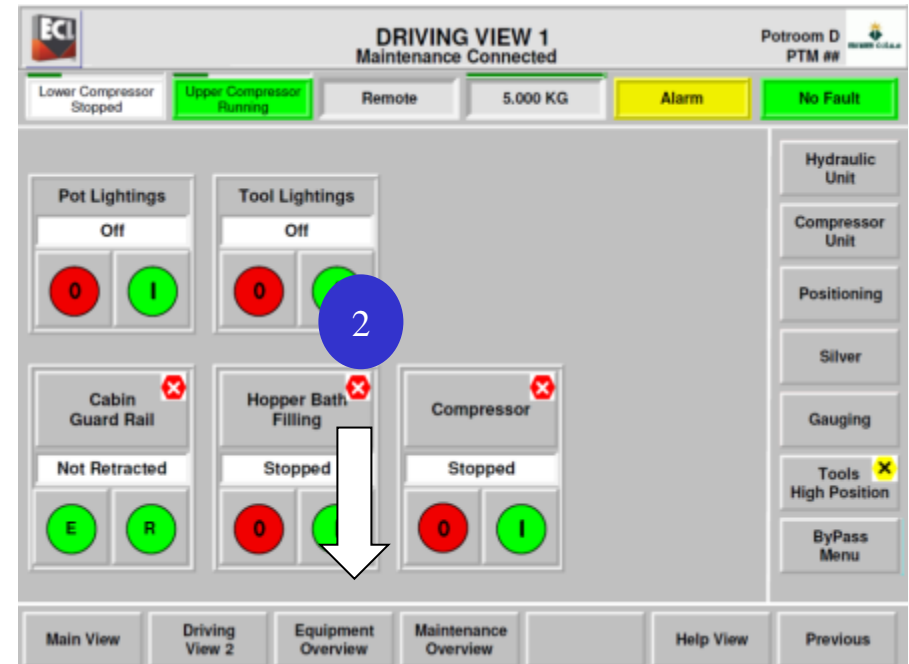 ECL
DRIVING VIEW 1
Maintenance Connected
Potroom D
PTM ##
Lower Compressor
Stopped
Upper Compressor
Running
Remote
5.000 KG
Alarm
No Fault
Pot Lightings
Off
0 I
Tool Lightings
Off
0
2
Cabin
Guard Rail
Not Retracted
E R
Hopper Bath
Filling
Stopped
0
Compressor
Stopped
0 I
Hydraulic
Unit
Compressor
Unit
Positioning
Silver
Gauging
Tools
High Position
ByPass
Menu
Main View
Driving
View 2
Equipment
Overview
Maintenance
Overview
Help View
Previous